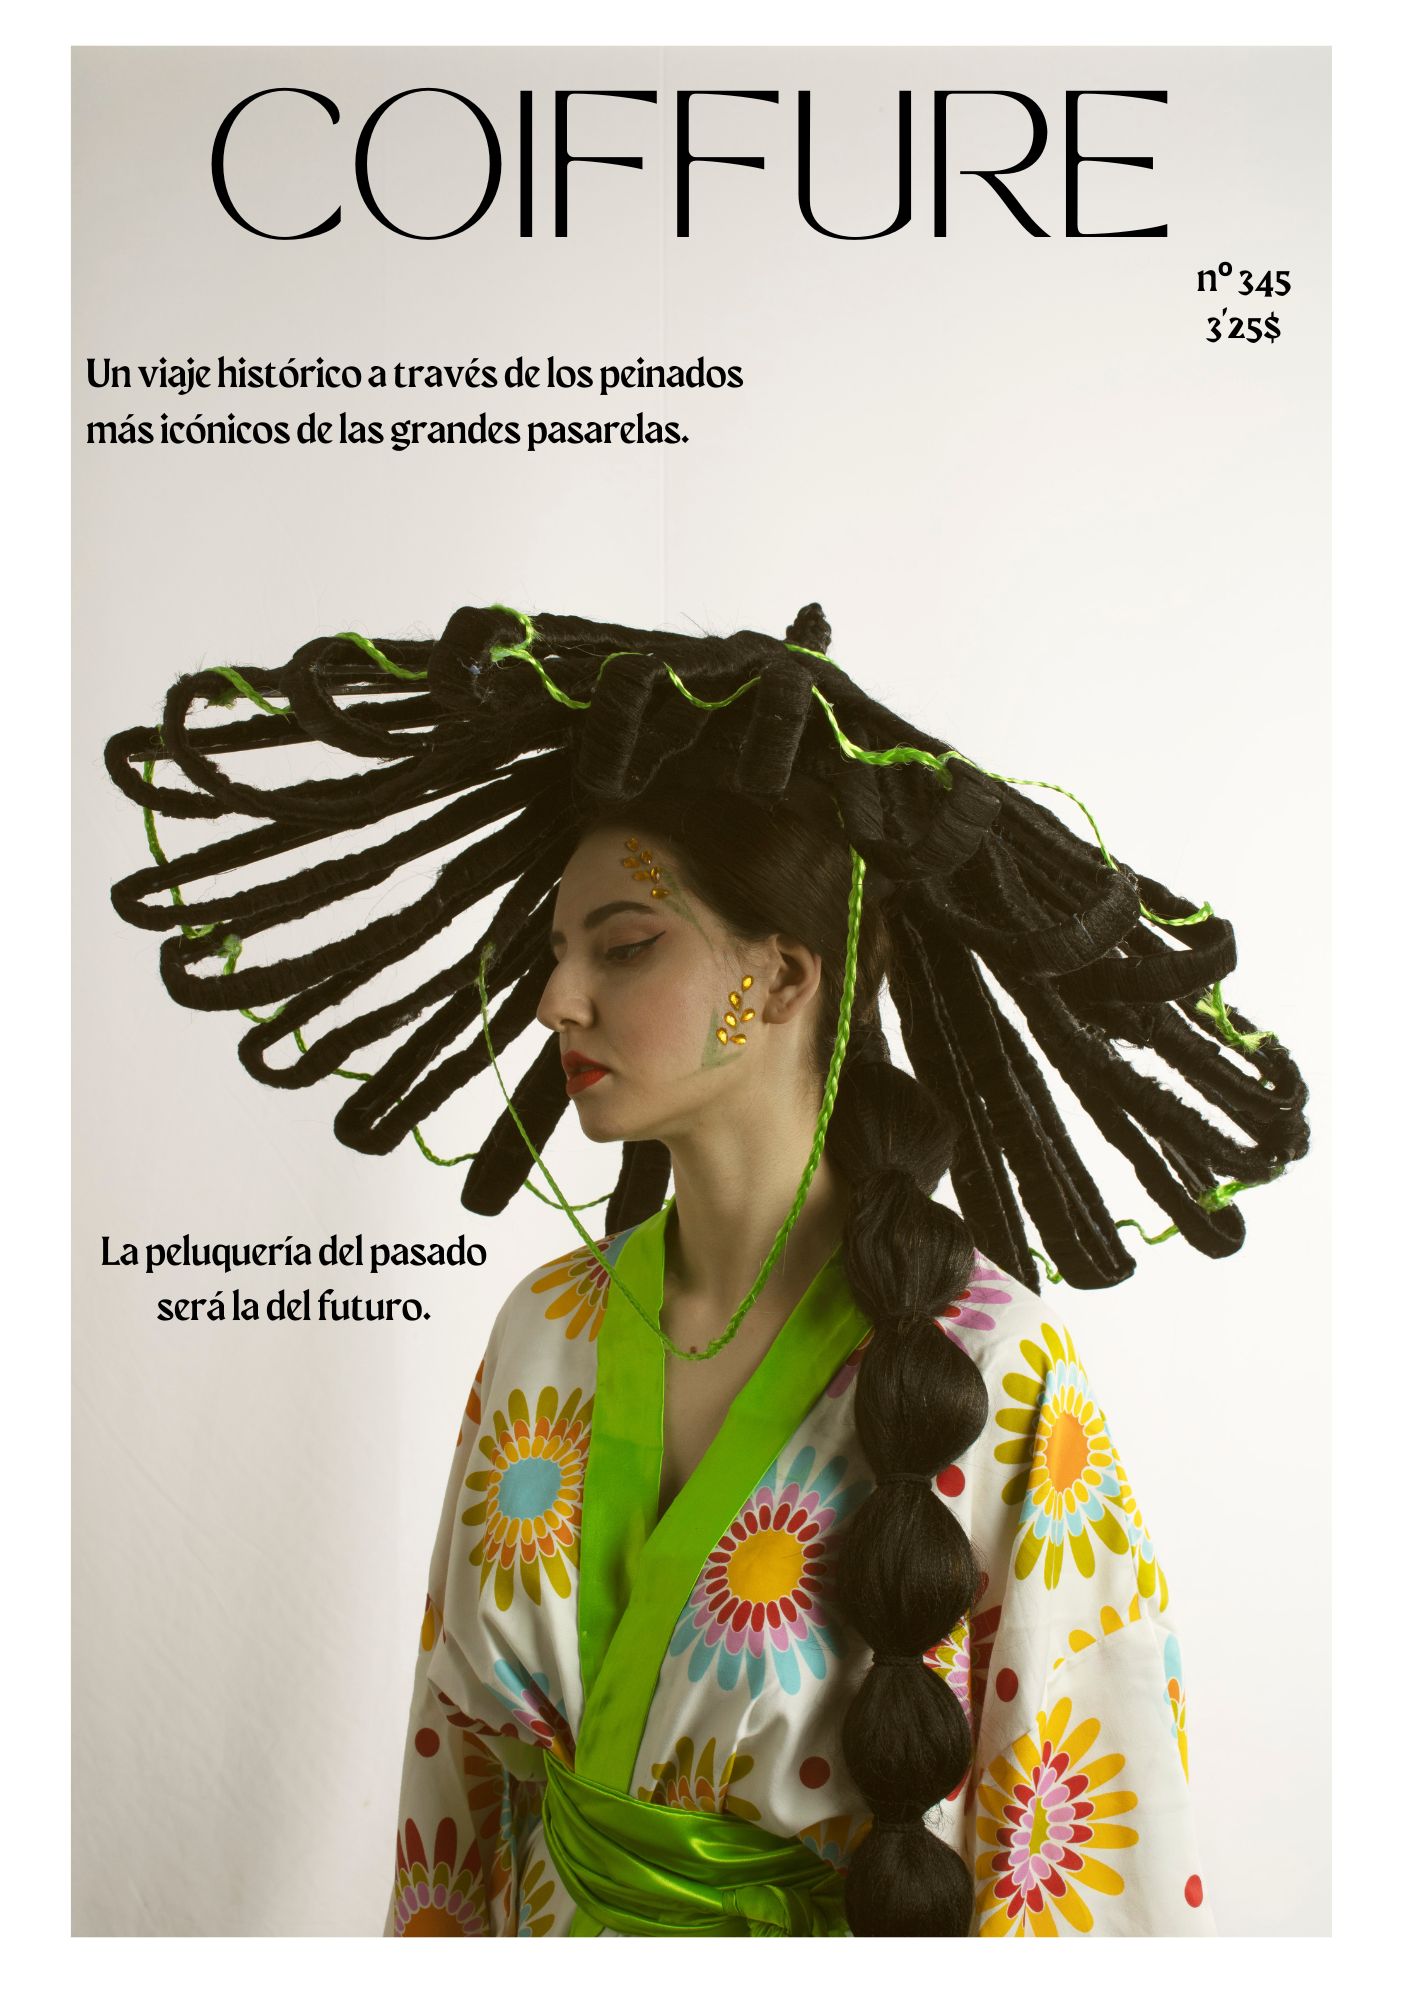 COIFFURE
nº 345
3'25$
Un viaje histórico a través de los peinados
más icónicos de las grandes pasarelas.
La peluquería del pasado
será la del futuro.